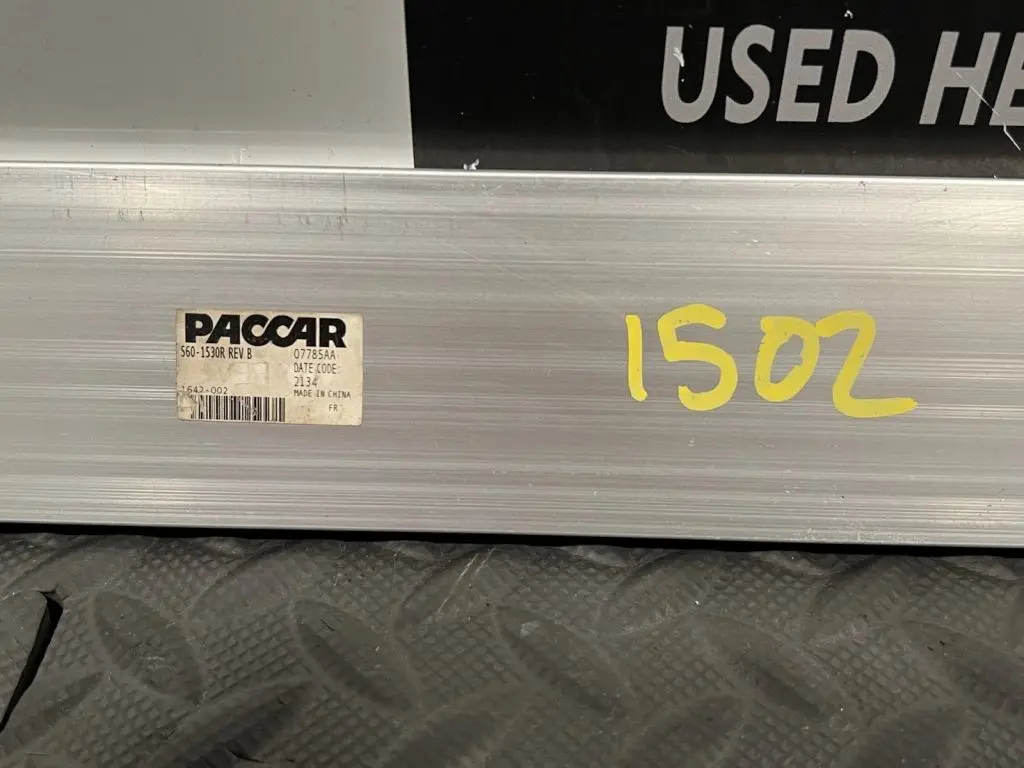 USED HE
PACCAR
S60-1530R REV B
07785AA
DATE CODE:
2134
1642-002
MADE IN CHINA
FR
1502